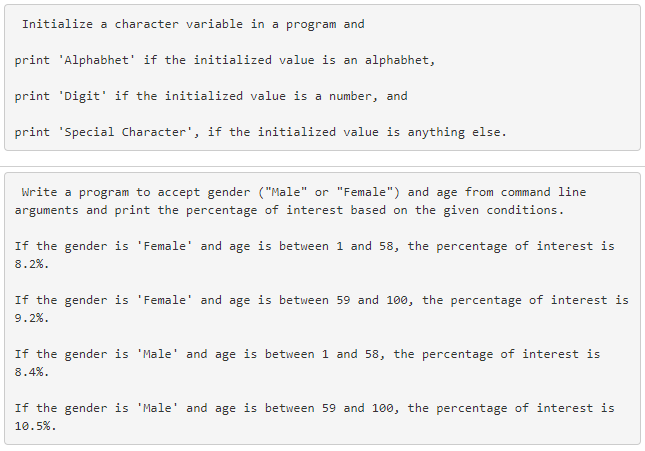 Initialize a character variable in a program and
print 'Alphabhet' if the initialized value is an alphabhet,
print 'Digit' if the initialized value is a number, and
print 'Special Character', if the initialized value is anything else.
Write a program to accept gender ("Male" or "Female") and age from command line
arguments and print the percentage of interest based on the given conditions.
If the gender is 'Female' and age is between 1 and 58, the percentage of interest is
8.2%.
If the gender is 'Female' and age is between 59 and 100, the percentage of interest is
9.2%.
If the gender is 'Male' and age is between 1 and 58, the percentage of interest is
8.4%.
If the gender is 'Male' and age is between 59 and 100, the percentage of interest is
10.5%.